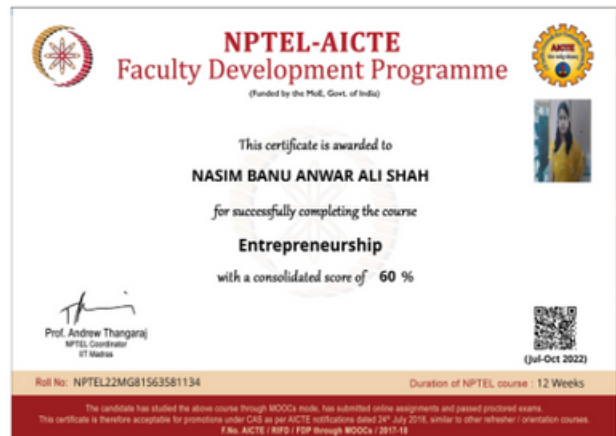 NPTEL-AICTE
Faculty Development Programme
(Funded by the MoE, Govt. of India)
AICTE
This certificate is awarded to
NASIM BANU ANWAR ALI SHAH
for successfully completing the course
Entrepreneurship
with a consolidated score of 60 %
Prof. Andrew Thangaraj
NPTEL Coordinator
IIT Madras
(Jul-Oct 2022)
Roll No: NPTEL22MG81S63581134
Duration of NPTEL course : 12 Weeks
The candidate has studied the above course through MOOCs mode, has submitted online assignments and passed proctored exams.
This certificate is therefore acceptable for promotions under CAS as per AICTE notifications dated 24th July 2018, similar to other refresher / orientation courses.
F.No. AICTE / RIFD / FDP through MOOCs / 2017-18